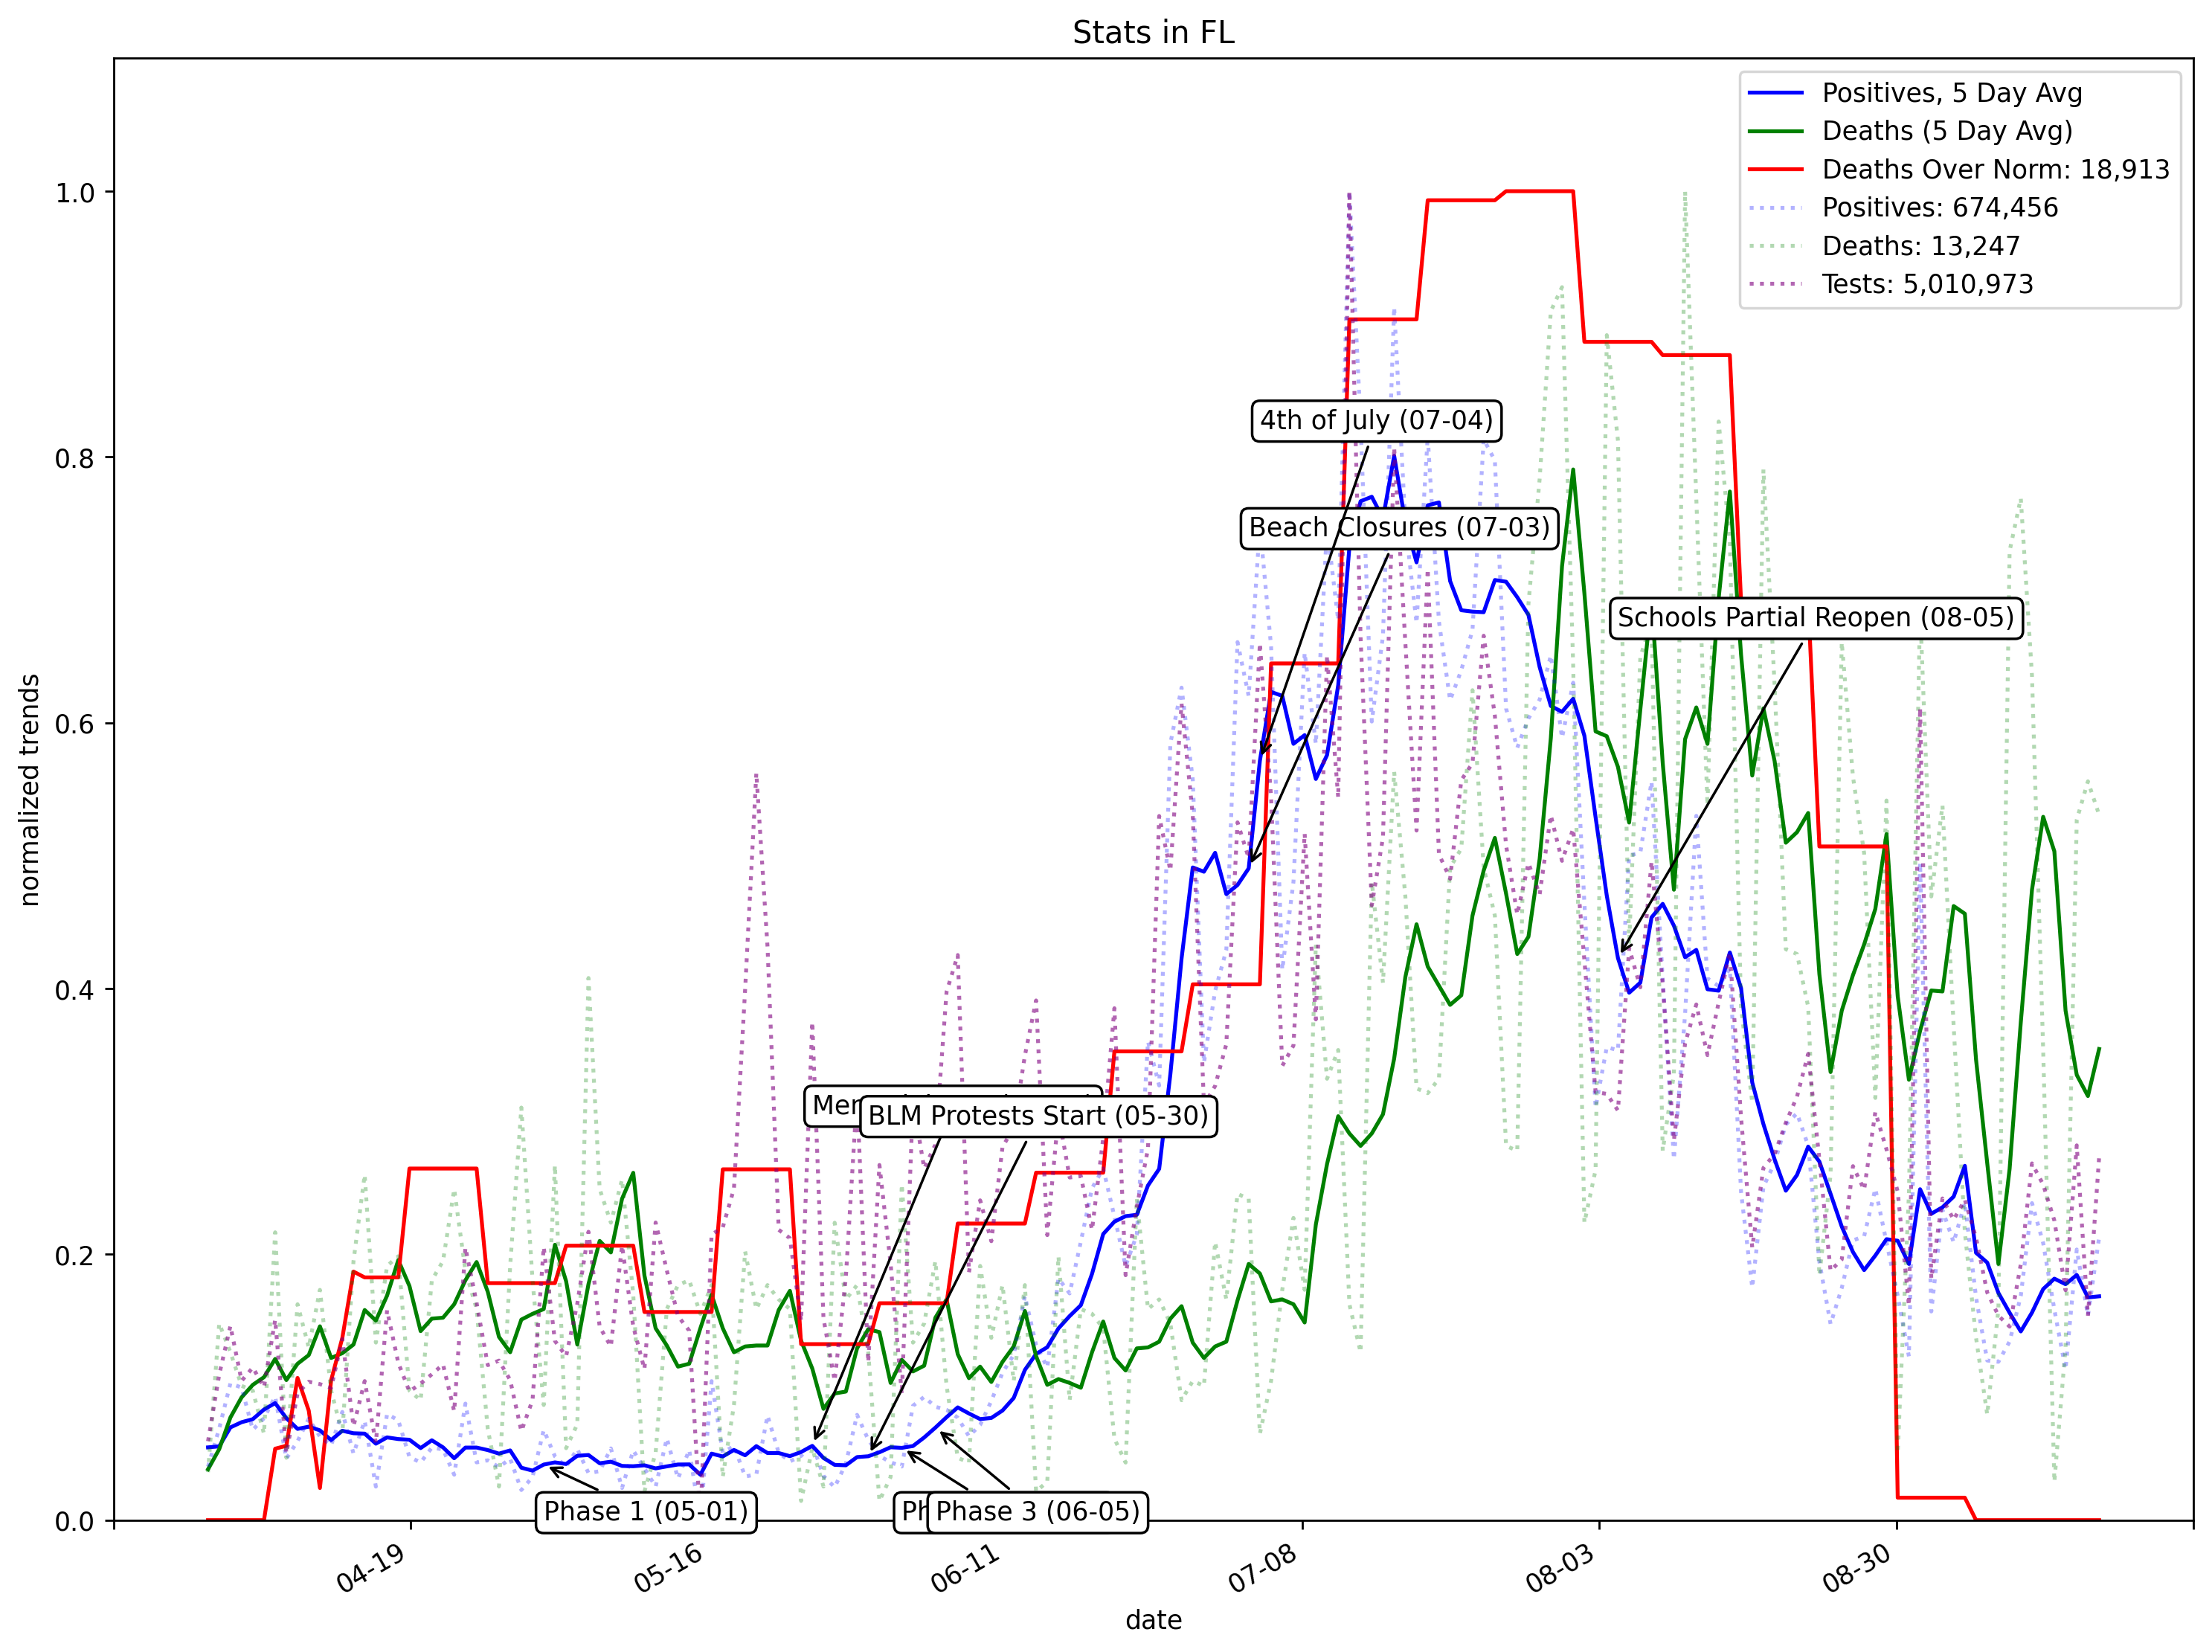 Stats in FL
Positives, 5 Day Avg
Deaths (5 Day Avg)
Deaths Over Norm: 18,913
Positives: 674,456
Deaths: 13,247
Tests: 5,010,973
normalized trends
1.0
0.8
0.6
0.4
0.2
0.0
4th of July (07-04)
Beach Closures (07-03)
Schools Partial Reopen (08-05)
BLM Protests Start (05-30)
Phase 1 (05-01)
Phase 3 (06-05)
04-19
05-16
06-11
07-08
08-03
08-30
date